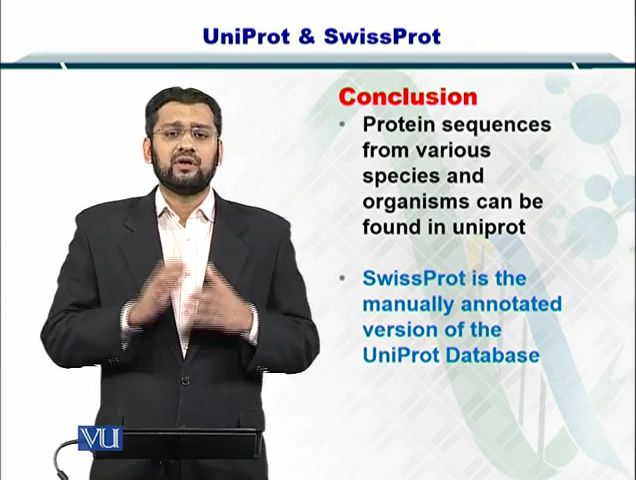 UniProt & SwissProt
Conclusion
• Protein sequences
from various
species and
organisms can be
found in uniprot
• SwissProt is the
manually annotated
version of the
UniProt Database
VU